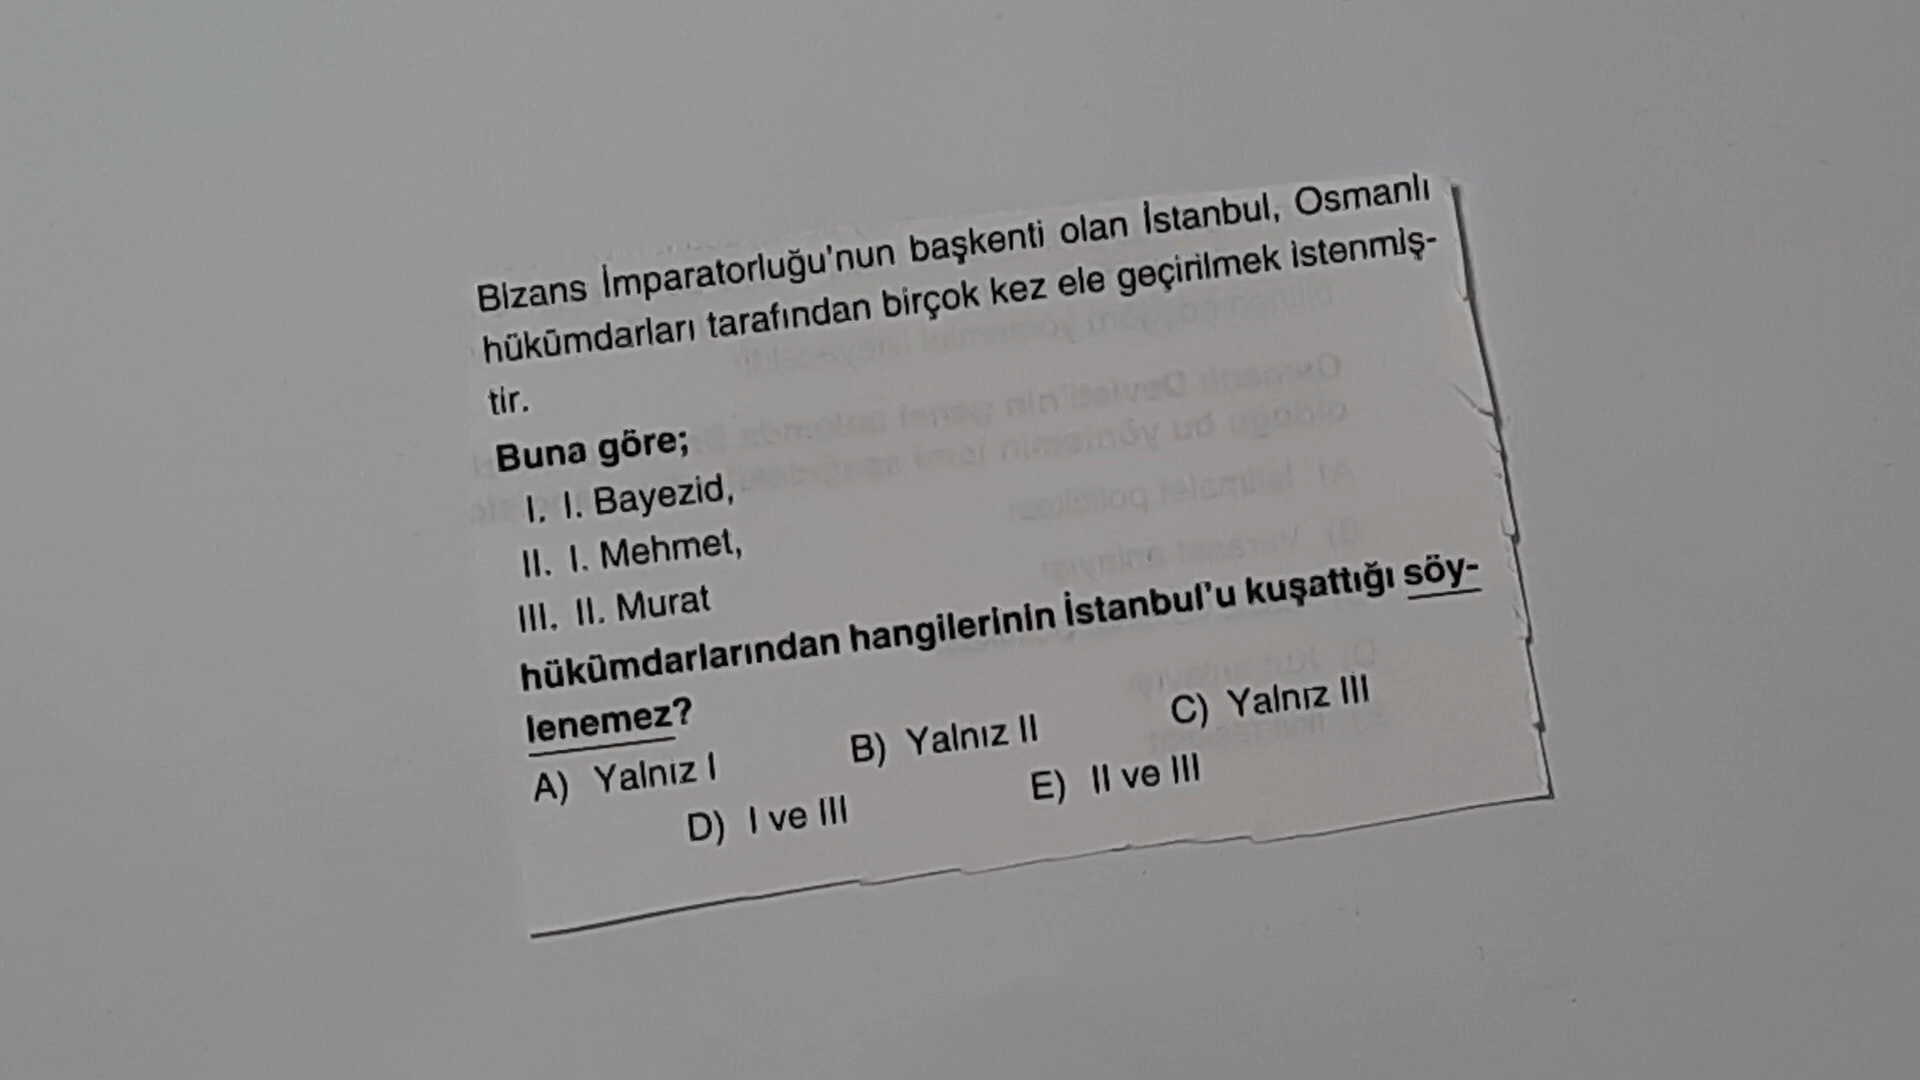 Bizans İmparatorluğu'nun başkenti olan İstanbul, Osmanlı
hükümdarları tarafından birçok kez ele geçirilmek istenmiş-
tir.
Buna göre;
I. I. Bayezid,
II. I. Mehmet,
III. II. Murat
hükümdarlarından hangilerinin İstanbul'u kuşattığı söy-
lenemez?
A) Yalnız I
B) Yalnız II
C) Yalnız III
D) I ve III
E) II ve III